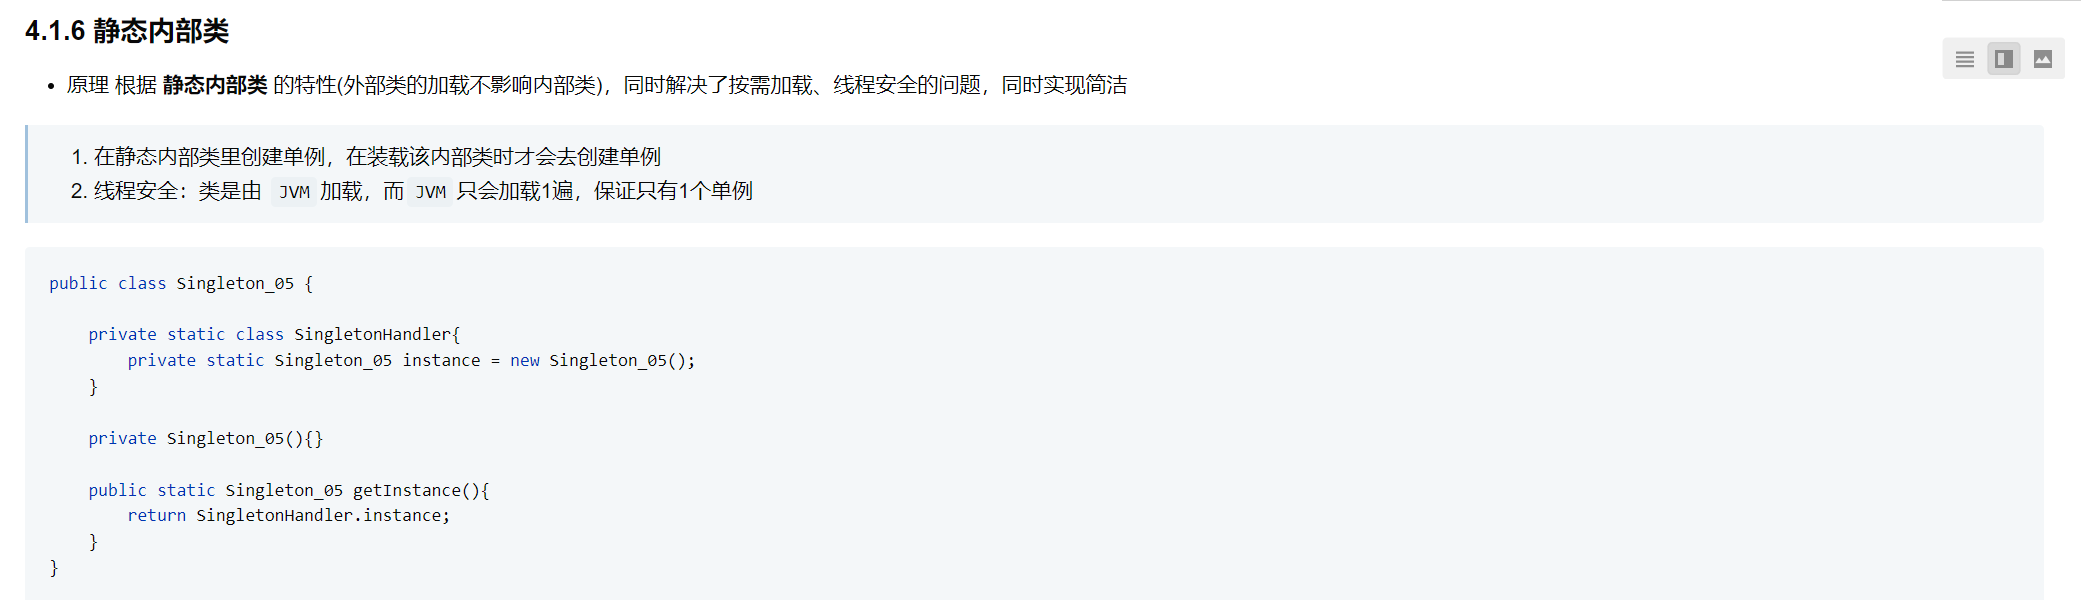 4.1.6 静态内部类
• 原理 根据 静态内部类 的特性(外部类的加载不影响内部类)，同时解决了按需加载、线程安全的问题，同时实现简洁
1. 在静态内部类里创建单例，在装载该内部类时才会去创建单例
2. 线程安全：类是由 JVM 加载，而 JVM 只会加载1遍，保证只有1个单例
public class Singleton_05 {
    private static class SingletonHandler{
        private static Singleton_05 instance = new Singleton_05();
    }
    private Singleton_05(){}
    public static Singleton_05 getInstance(){
        return SingletonHandler.instance;
    }
}